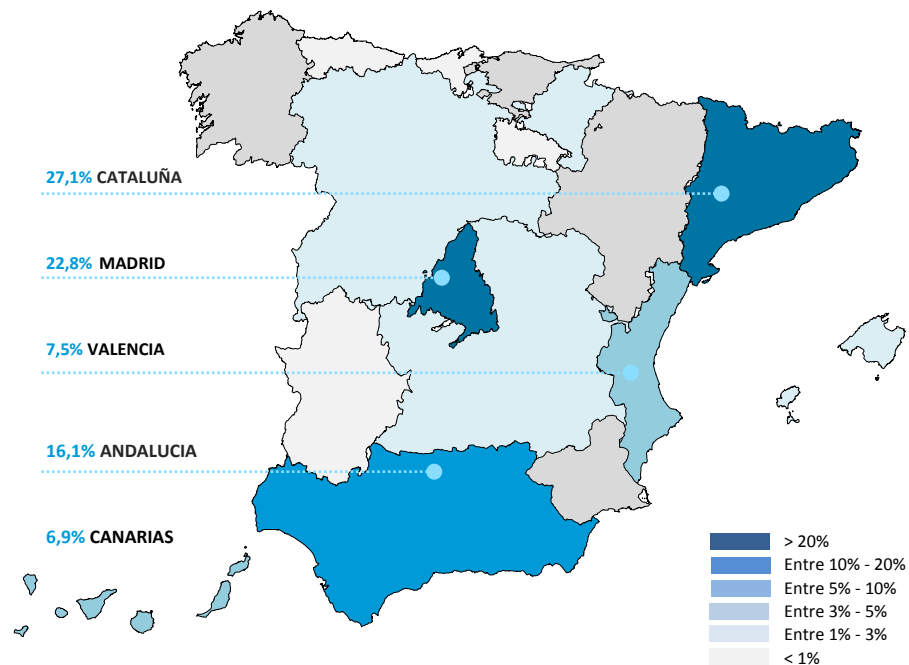 27,1% CATALUÑA
22,8% MADRID
7,5% VALENCIA
16,1% ANDALUCIA
6,9% CANARIAS
> 20%
Entre 10% - 20%
Entre 5% - 10%
Entre 3% - 5%
Entre 1% - 3%
< 1%